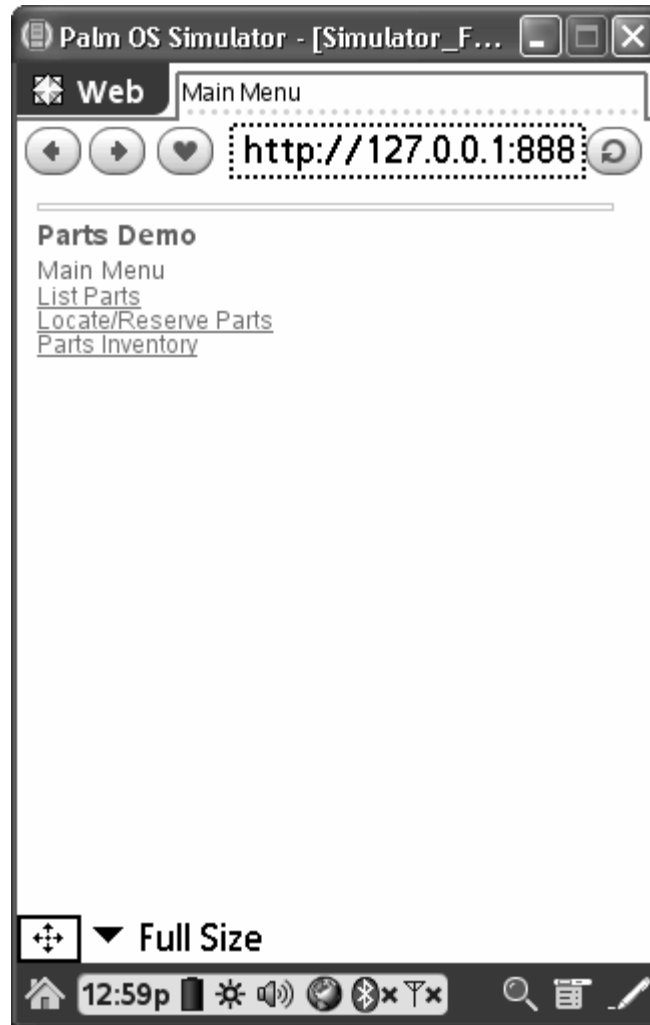 Palm OS Simulator - [Simulator_F...
Web
Main Menu
http://127.0.0.1:888
Parts Demo
Main Menu
List Parts
Locate/Reserve Parts
Parts Inventory
Full Size
12:59p